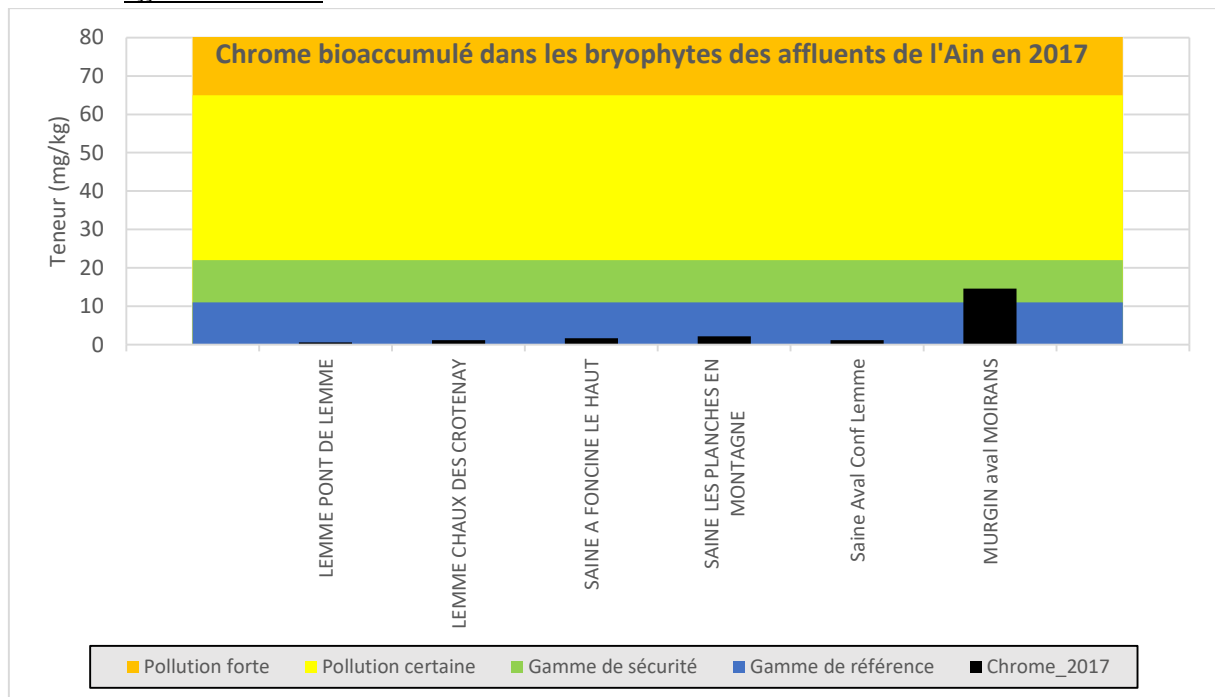 Chrome bioaccumulé dans les bryophytes des affluents de l'Ain en 2017
Teneur (mg/kg)
80
70
60
50
40
30
20
10
0
LEMME PONT DE LEMME
LEMME CHAUX DES CROTENAY
SAINE A FONCINE LE HAUT
SAINE LES PLANCHES EN
MONTAGNE
Saine Aval Conf Lemme
MURGIN aval MOIRANS
Pollution forte
Pollution certaine
Gamme de sécurité
Gamme de référence
Chrome_2017